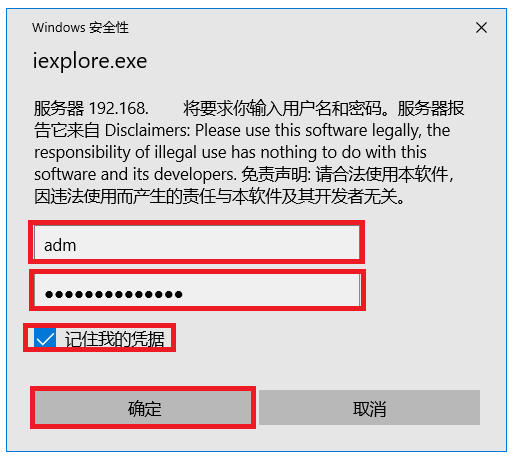 Windows 安全性
iexplore.exe
服务器 192.168. 将要求你输入用户名和密码。服务器报
告它来自 Disclaimers: Please use this software legally, the
responsibility of illegal use has nothing to do with this
software and its developers. 免责声明: 请合法使用本软件，
因违法使用而产生的责任与本软件及其开发者无关。
adm
●●●●●●●●●●●●●●
记住我的凭据
确定
取消